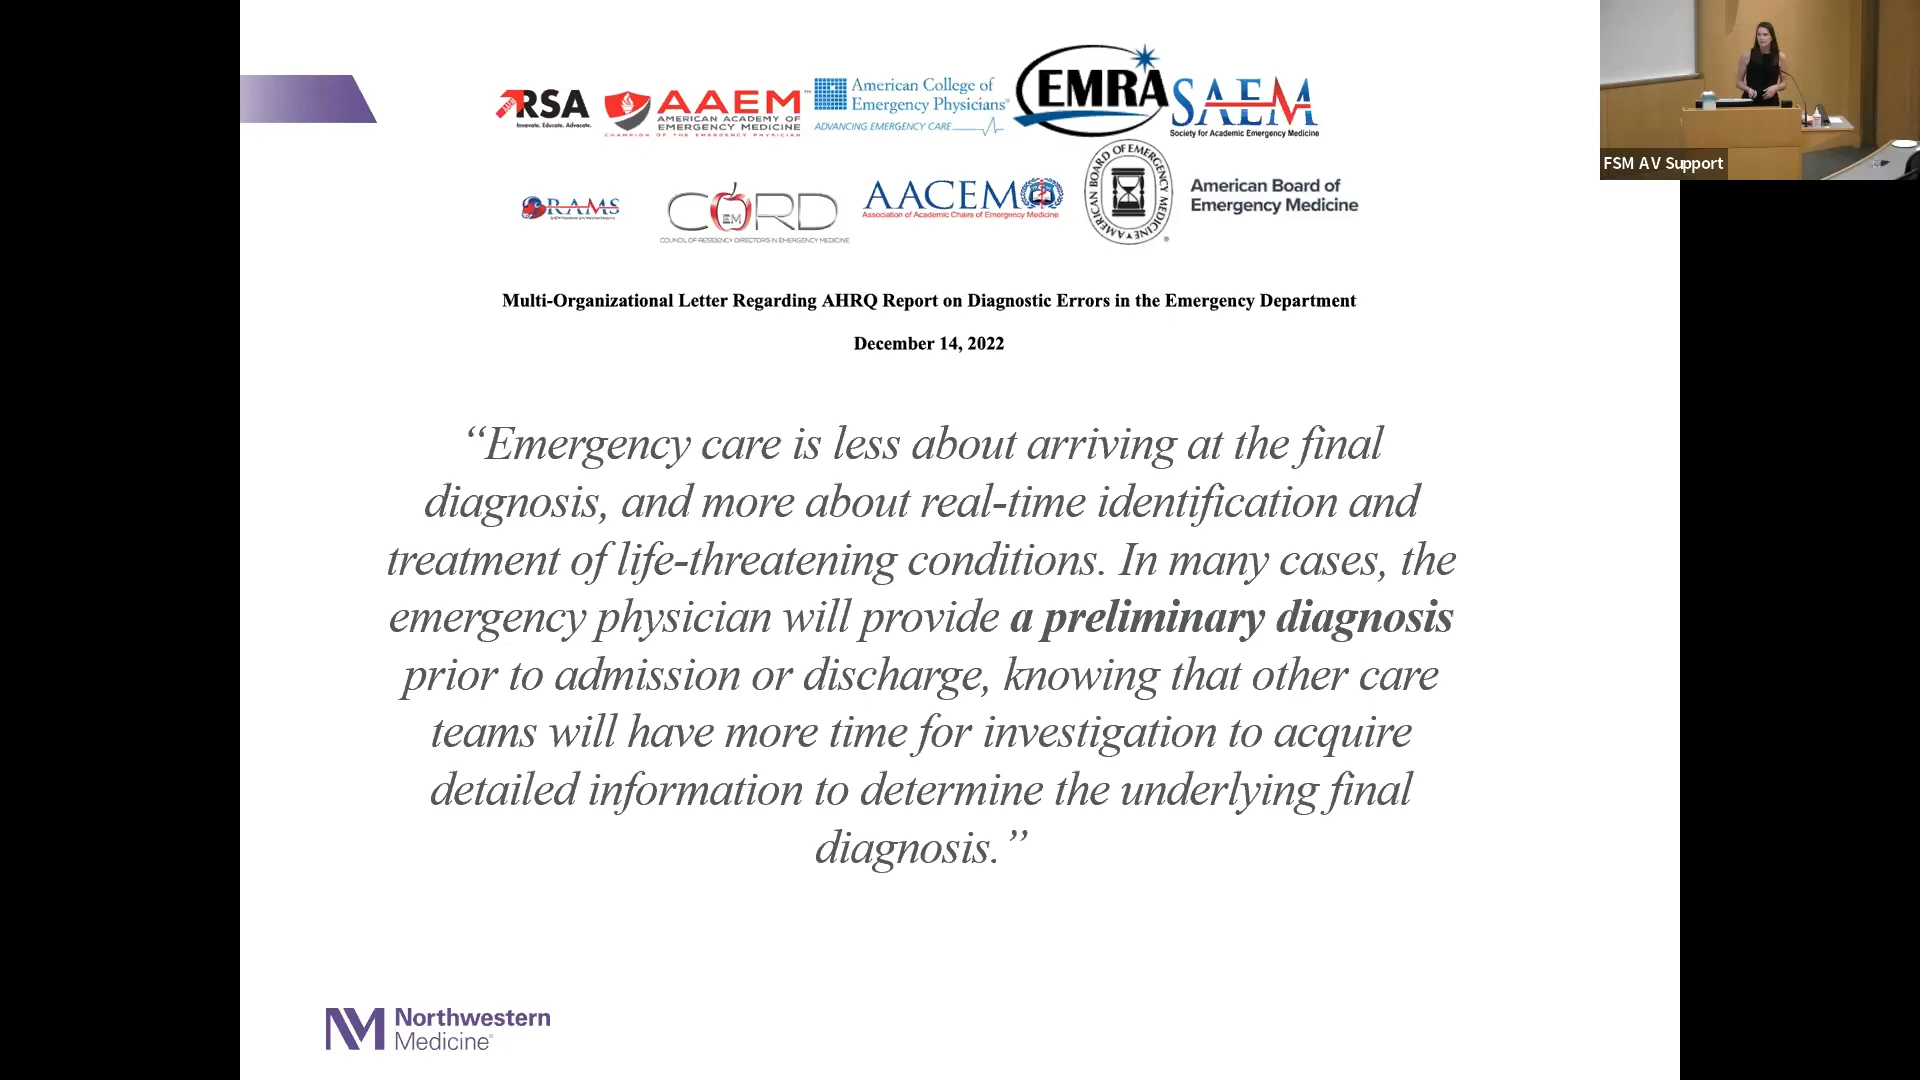 RSA
Innovate. Educate. Advocate.
AAEM
AMERICAN ACADEMY OF
EMERGENCY MEDICINE
CHAMPION OF THE EMERGENCY PHYSICIAN
American College of
Emergency Physicians®
ADVANCING EMERGENCY CARE
EMRA
SAEM
Society for Academic Emergency Medicine
FSM AV Support
RAMS
CORD
EM
COUNCIL OF RESIDENCY DIRECTORS IN EMERGENCY MEDICINE
AACEM
Association of Academic Chairs of Emergency Medicine
AMERICAN BOARD OF EMERGENCY MEDICINE
American Board of
Emergency Medicine
Multi-Organizational Letter Regarding AHRQ Report on Diagnostic Errors in the Emergency Department
December 14, 2022
“Emergency care is less about arriving at the final
diagnosis, and more about real-time identification and
treatment of life-threatening conditions. In many cases, the
emergency physician will provide a preliminary diagnosis
prior to admission or discharge, knowing that other care
teams will have more time for investigation to acquire
detailed information to determine the underlying final
diagnosis.”
NM
Northwestern
Medicine®